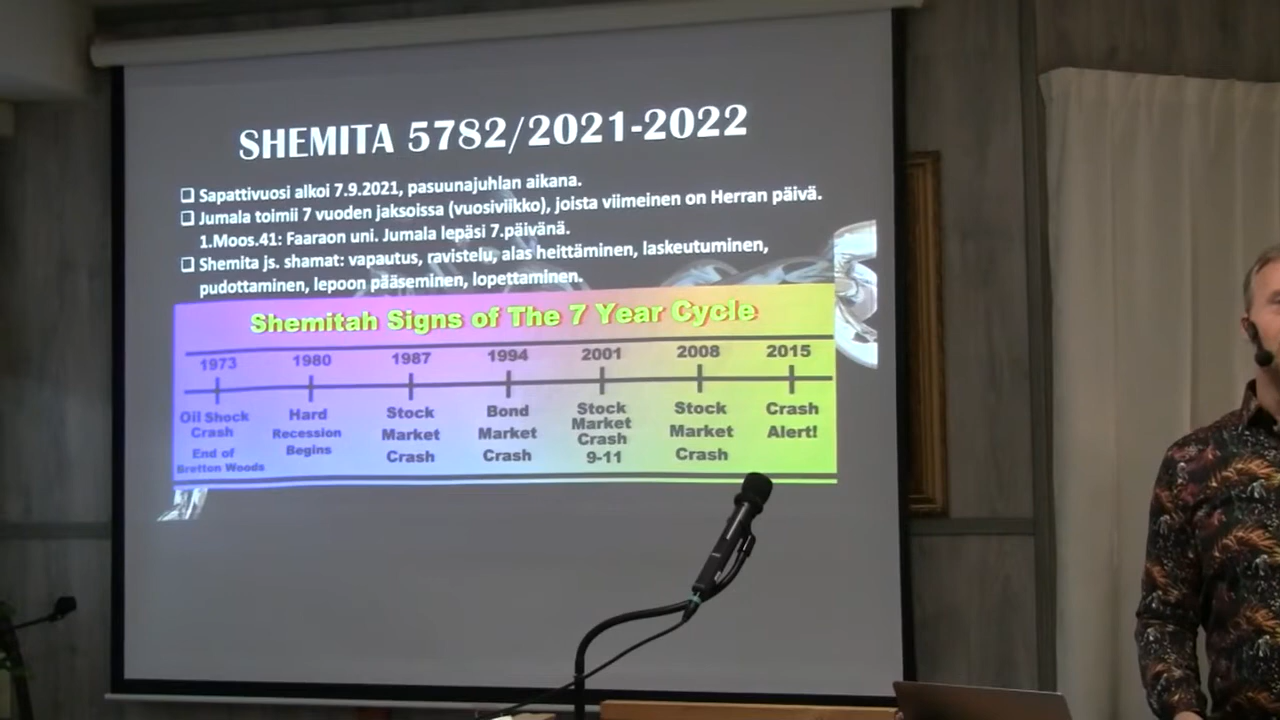 SHEMITA 5782/2021-2022
❑ Sapattivuosi alkoi 7.9.2021, pasuunajuhlan aikana.
❑ Jumala toimii 7 vuoden jaksoissa (vuosiviikko), joista viimeinen on Herran päivä.
1.Moos.41: Faaraon uni. Jumala lepäsi 7.päivänä.
❑ Shemita js. shamat: vapautus, ravistelu, alas heittäminen, laskeutuminen,
pudottaminen, lepoon pääseminen, lopettaminen.
Shemitah Signs of The 7 Year Cycle
1973 1980 1987 1994 2001 2008 2015
Oil Shock
Crash
End of
Bretton Woods
Hard
Recession
Begins
Stock
Market
Crash
Bond
Market
Crash
Stock
Market
Crash
9-11
Stock
Market
Crash
Crash
Alert!